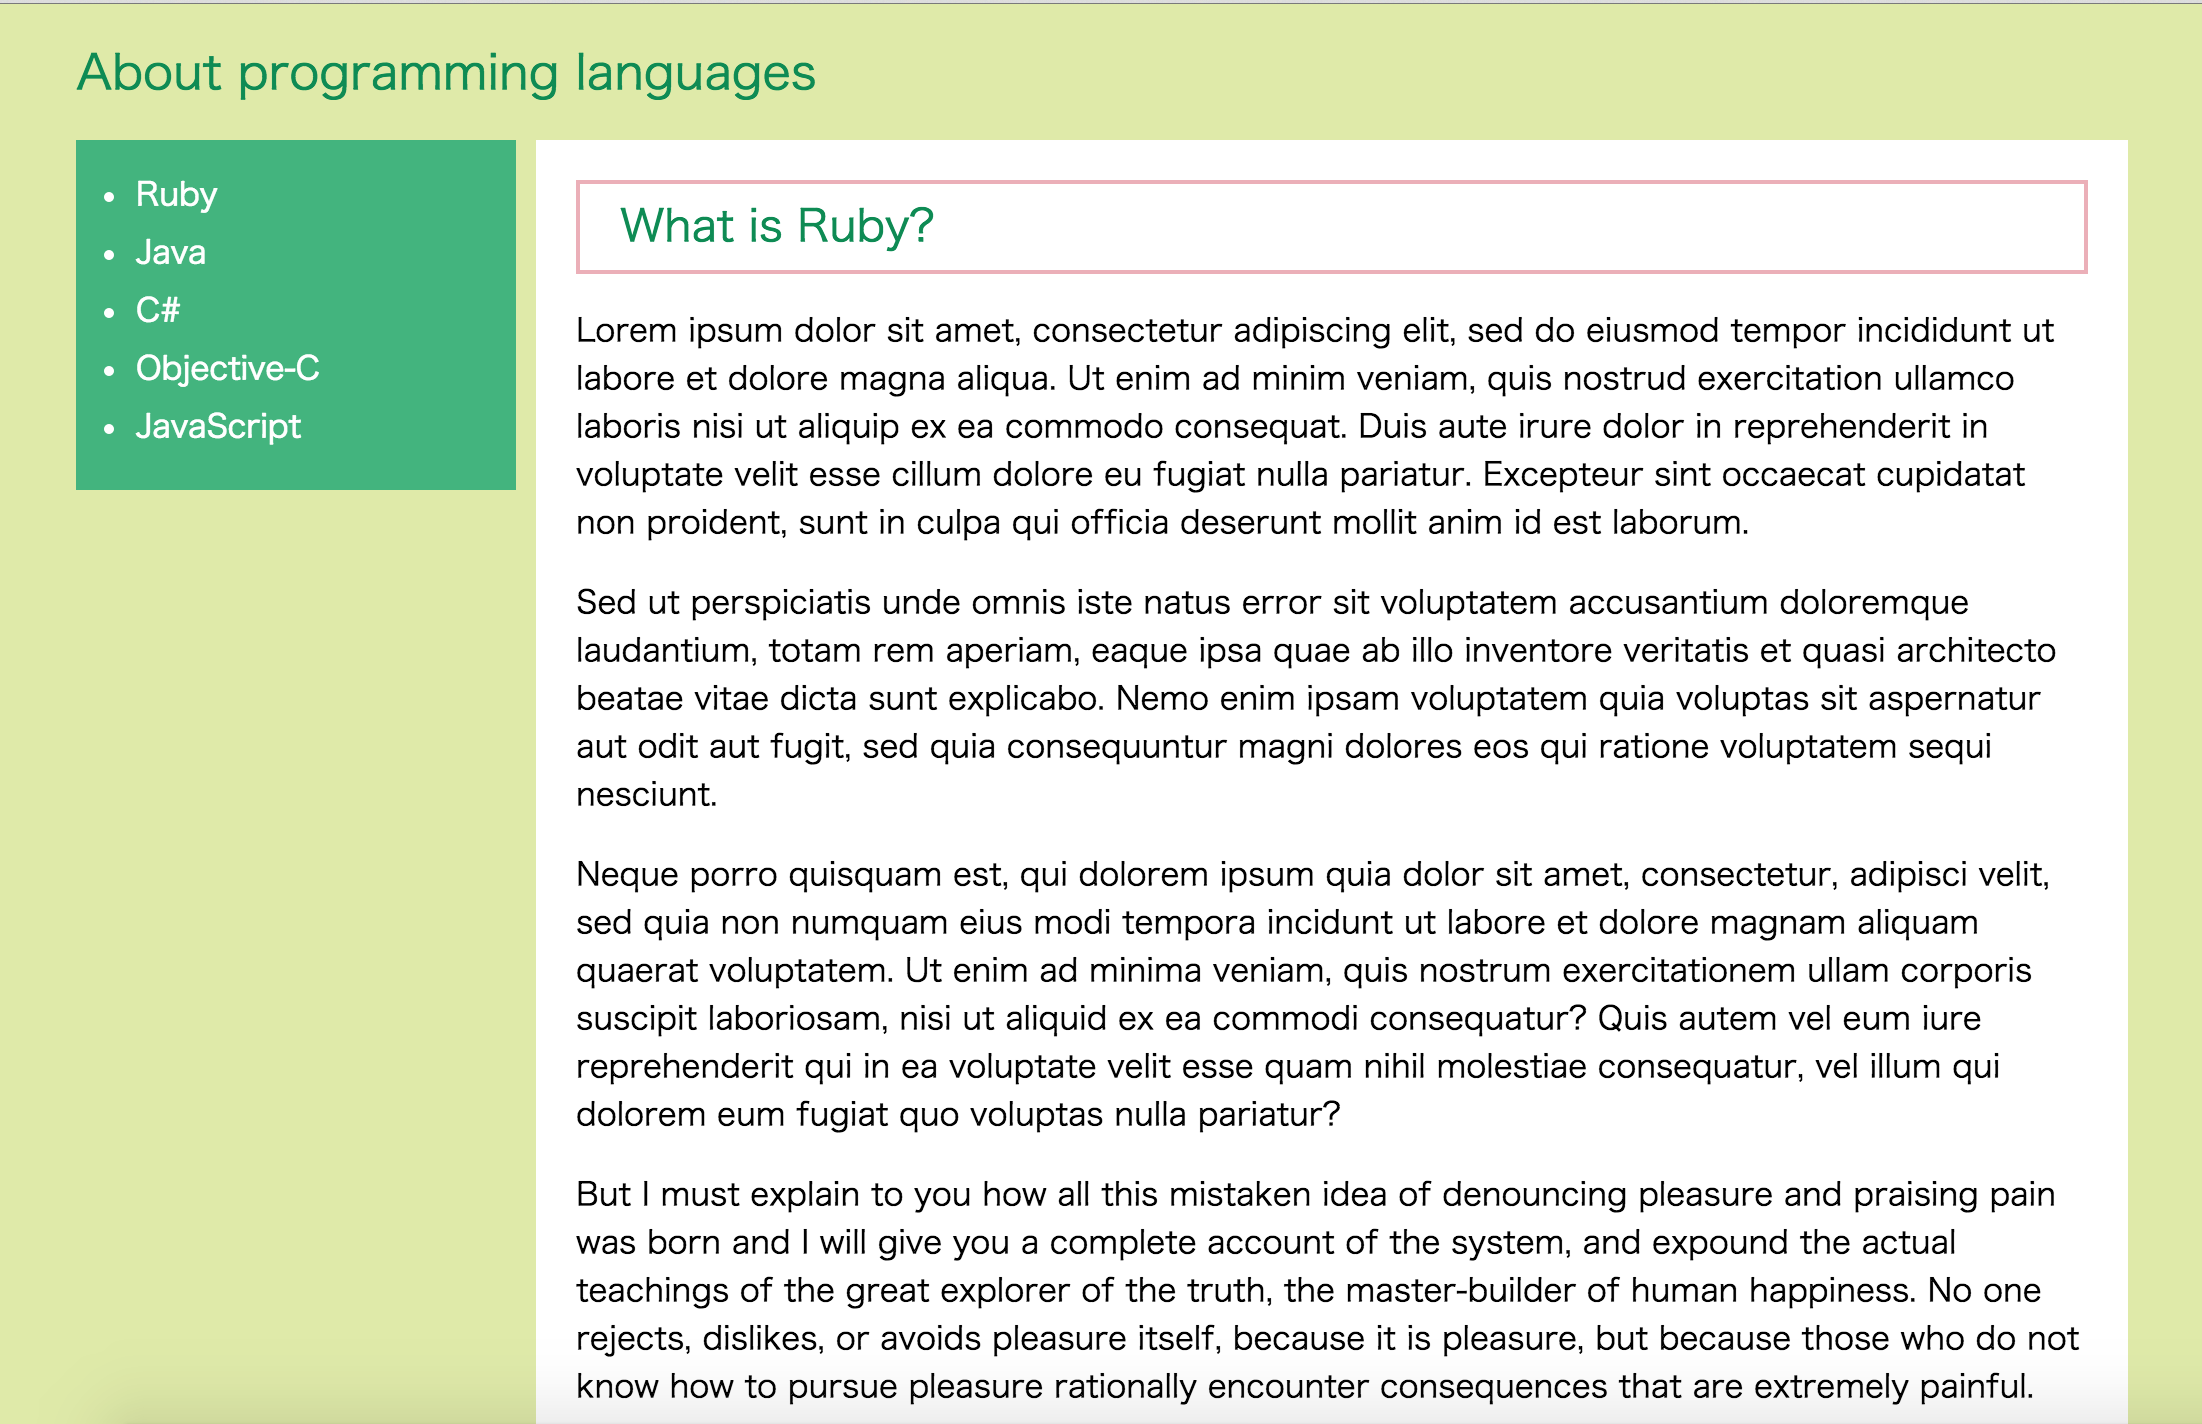 About programming languages
Ruby
Java
C#
Objective-C
JavaScript
What is Ruby?
Lorem ipsum dolor sit amet, consectetur adipiscing elit, sed do eiusmod tempor incididunt ut
labore et dolore magna aliqua. Ut enim ad minim veniam, quis nostrud exercitation ullamco
laboris nisi ut aliquip ex ea commodo consequat. Duis aute irure dolor in reprehenderit in
voluptate velit esse cillum dolore eu fugiat nulla pariatur. Excepteur sint occaecat cupidatat
non proident, sunt in culpa qui officia deserunt mollit anim id est laborum.
Sed ut perspiciatis unde omnis iste natus error sit voluptatem accusantium doloremque
laudantium, totam rem aperiam, eaque ipsa quae ab illo inventore veritatis et quasi architecto
beatae vitae dicta sunt explicabo. Nemo enim ipsam voluptatem quia voluptas sit aspernatur
aut odit aut fugit, sed quia consequuntur magni dolores eos qui ratione voluptatem sequi
nesciunt.
Neque porro quisquam est, qui dolorem ipsum quia dolor sit amet, consectetur, adipisci velit,
sed quia non numquam eius modi tempora incidunt ut labore et dolore magnam aliquam
quaerat voluptatem. Ut enim ad minima veniam, quis nostrum exercitationem ullam corporis
suscipit laboriosam, nisi ut aliquid ex ea commodi consequatur? Quis autem vel eum iure
reprehenderit qui in ea voluptate velit esse quam nihil molestiae consequatur, vel illum qui
dolorem eum fugiat quo voluptas nulla pariatur?
But I must explain to you how all this mistaken idea of denouncing pleasure and praising pain
was born and I will give you a complete account of the system, and expound the actual
teachings of the great explorer of the truth, the master-builder of human happiness. No one
rejects, dislikes, or avoids pleasure itself, because it is pleasure, but because those who do not
know how to pursue pleasure rationally encounter consequences that are extremely painful.